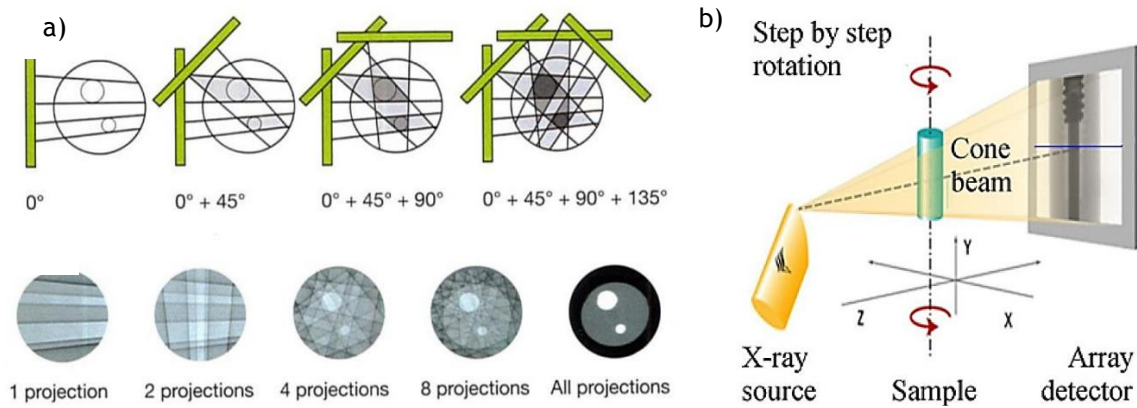 a)
0°
0° + 45°
0° + 45° + 90°
0° + 45° + 90° + 135°
1 projection
2 projections
4 projections
8 projections
All projections
b)
Step by step
rotation
Cone
beam
Y
Z
X
X-ray
source
Sample
Array
detector